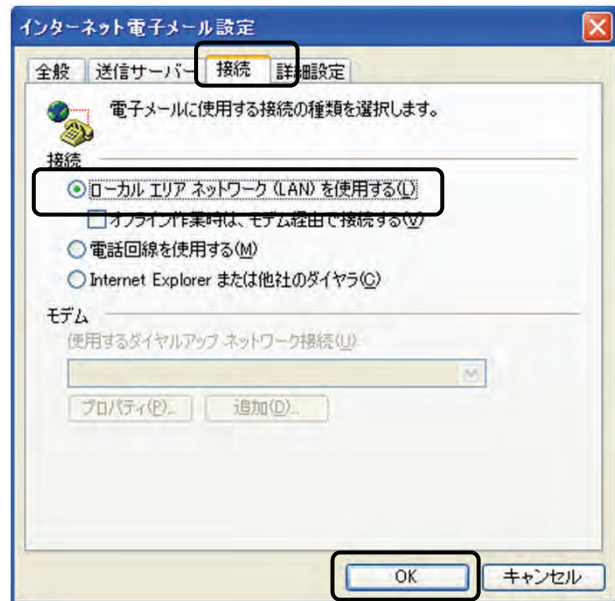 インターネット電子メール設定
全般 送信サーバー 接続 詳細設定
電子メールに使用する接続の種類を選択します。
接続
ローカル エリア ネットワーク (LAN) を使用する(L)
オフライン作業時は、モデム経由で接続する(V)
電話回線を使用する(M)
Internet Explorer または他社のダイヤラ(C)
モデム
使用するダイヤルアップ ネットワーク接続(U):
プロパティ(P)... 追加(D)...
OK キャンセル